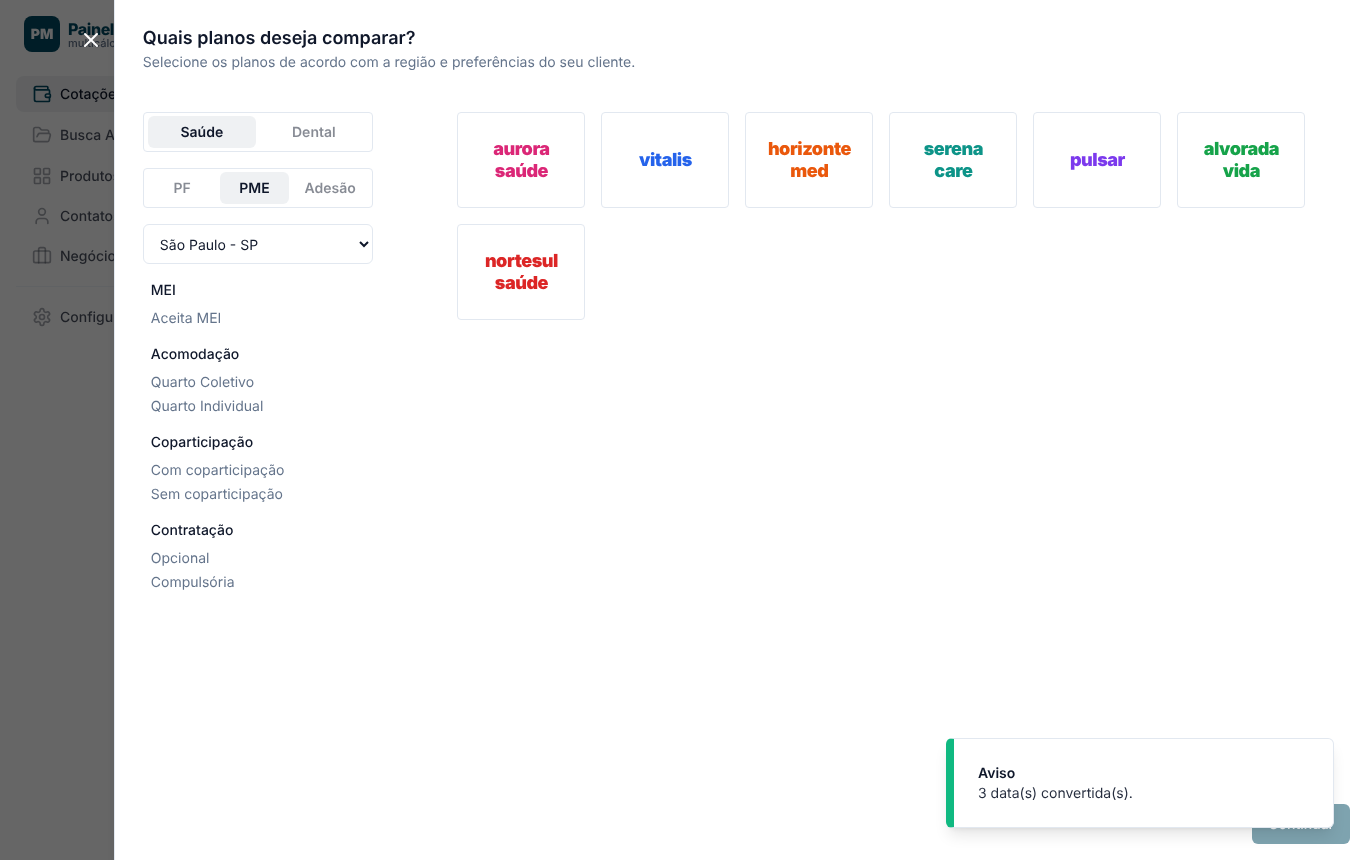 PM
Painel
Cotaçõe
Busca A
Produto
Contato
Negócio
Configu
Quais planos deseja comparar?
Selecione os planos de acordo com a região e preferências do seu cliente.
Saúde
Dental
PF
PME
Adesão
São Paulo - SP
MEI
Aceita MEI
Acomodação
Quarto Coletivo
Quarto Individual
Coparticipação
Com coparticipação
Sem coparticipação
Contratação
Opcional
Compulsória
aurora
saúde
vitalis
horizonte
med
serena
care
pulsar
alvorada
vida
nortesul
saúde
Aviso
3 data(s) convertida(s).